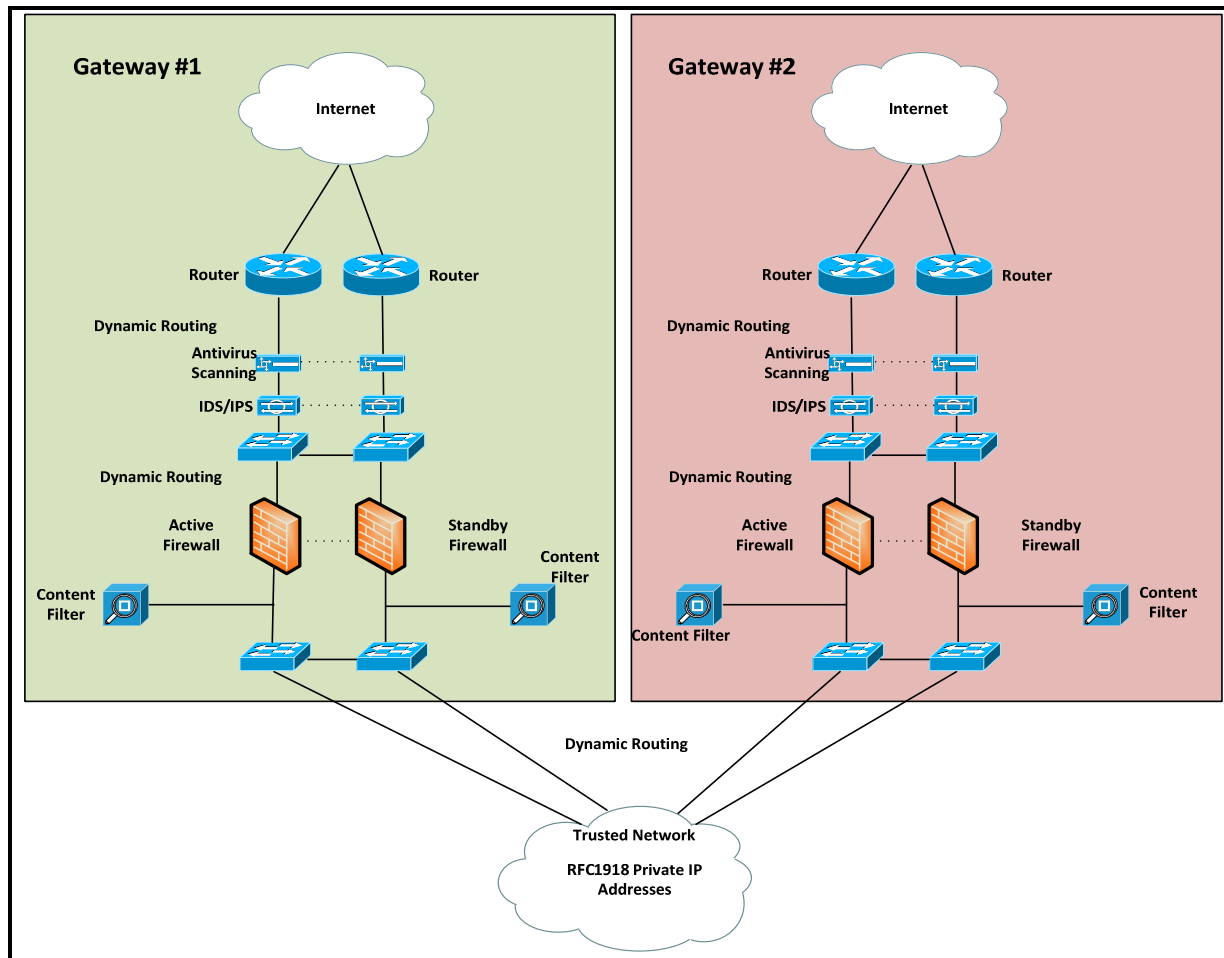 Gateway #1
Internet
Router
Router
Dynamic Routing
Antivirus
Scanning
IDS/IPS
Dynamic Routing
Active
Firewall
Standby
Firewall
Content
Filter
Content
Filter
Gateway #2
Internet
Router
Router
Dynamic Routing
Antivirus
Scanning
IDS/IPS
Dynamic Routing
Active
Firewall
Standby
Firewall
Content Filter
Content
Filter
Dynamic Routing
Trusted Network
RFC1918 Private IP
Addresses